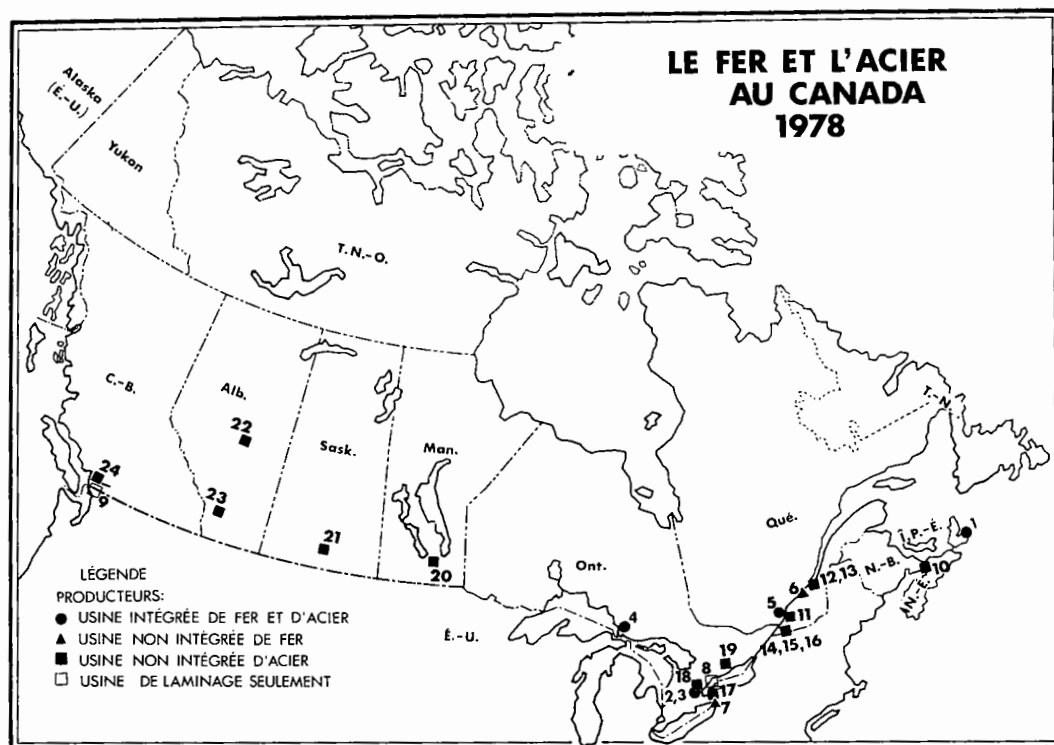 LE FER ET L'ACIER
AU CANADA
1978
Alaska
(É.-U.)
Yukon
T.N.-O.
C.-B.
Alb.
Sask.
Man.
Ont.
Qué.
T.-N.
Î.P.-É.
N.-B.
N.-É.
É.-U.
22
24
9
23
21
20
1
10
12,13
6
5
11
4
14,15,16
19
8
18
2,3
17
7
LÉGENDE
PRODUCTEURS:
USINE INTÉGRÉE DE FER ET D'ACIER
USINE NON INTÉGRÉE DE FER
USINE NON INTÉGRÉE D'ACIER
USINE DE LAMINAGE SEULEMENT